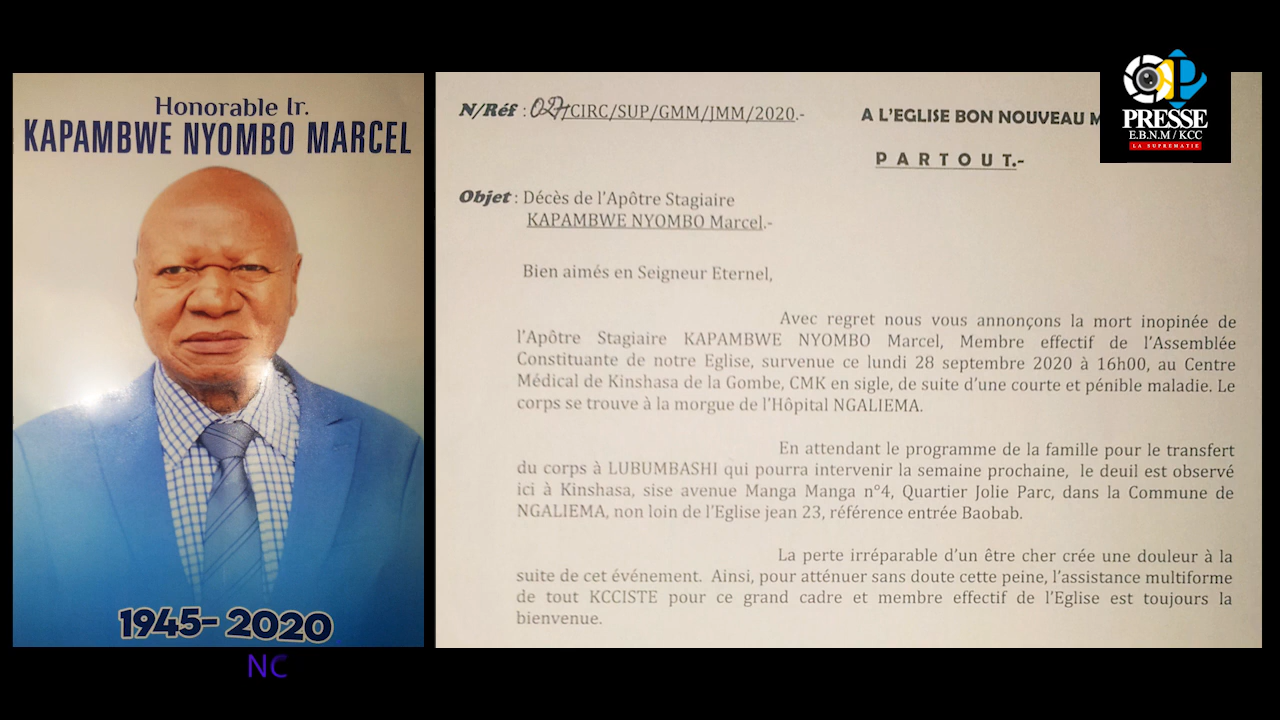 Honorable Ir.
KAPAMBWE NYOMBO MARCEL
1945-2020
NC
N/Réf : 027/CIRC/SUP/GMM/JMM/2020.-
A L'EGLISE BON NOUVEAU M
P A R T O U T.-
Objet : Décès de l'Apôtre Stagiaire
KAPAMBWE NYOMBO Marcel.-
Bien aimés en Seigneur Eternel,
Avec regret nous vous annonçons la mort inopinée de
l'Apôtre Stagiaire KAPAMBWE NYOMBO Marcel, Membre effectif de l'Assemblée
Constituante de notre Eglise, survenue ce lundi 28 septembre 2020 à 16h00, au Centre
Médical de Kinshasa de la Gombe, CMK en sigle, de suite d'une courte et pénible maladie. Le
corps se trouve à la morgue de l'Hôpital NGALIEMA.
En attendant le programme de la famille pour le transfert
du corps à LUBUMBASHI qui pourra intervenir la semaine prochaine, le deuil est observé
ici à Kinshasa, sise avenue Manga Manga n°4, Quartier Jolie Parc, dans la Commune de
NGALIEMA, non loin de l'Eglise jean 23, référence entrée Baobab.
La perte irréparable d'un être cher crée une douleur à la
suite de cet événement. Ainsi, pour atténuer sans doute cette peine, l'assistance multiforme
de tout KCCISTE pour ce grand cadre et membre effectif de l'Eglise est toujours la
bienvenue.
PRESSE
E.B.N.M / KCC
LA SUPREMATIE